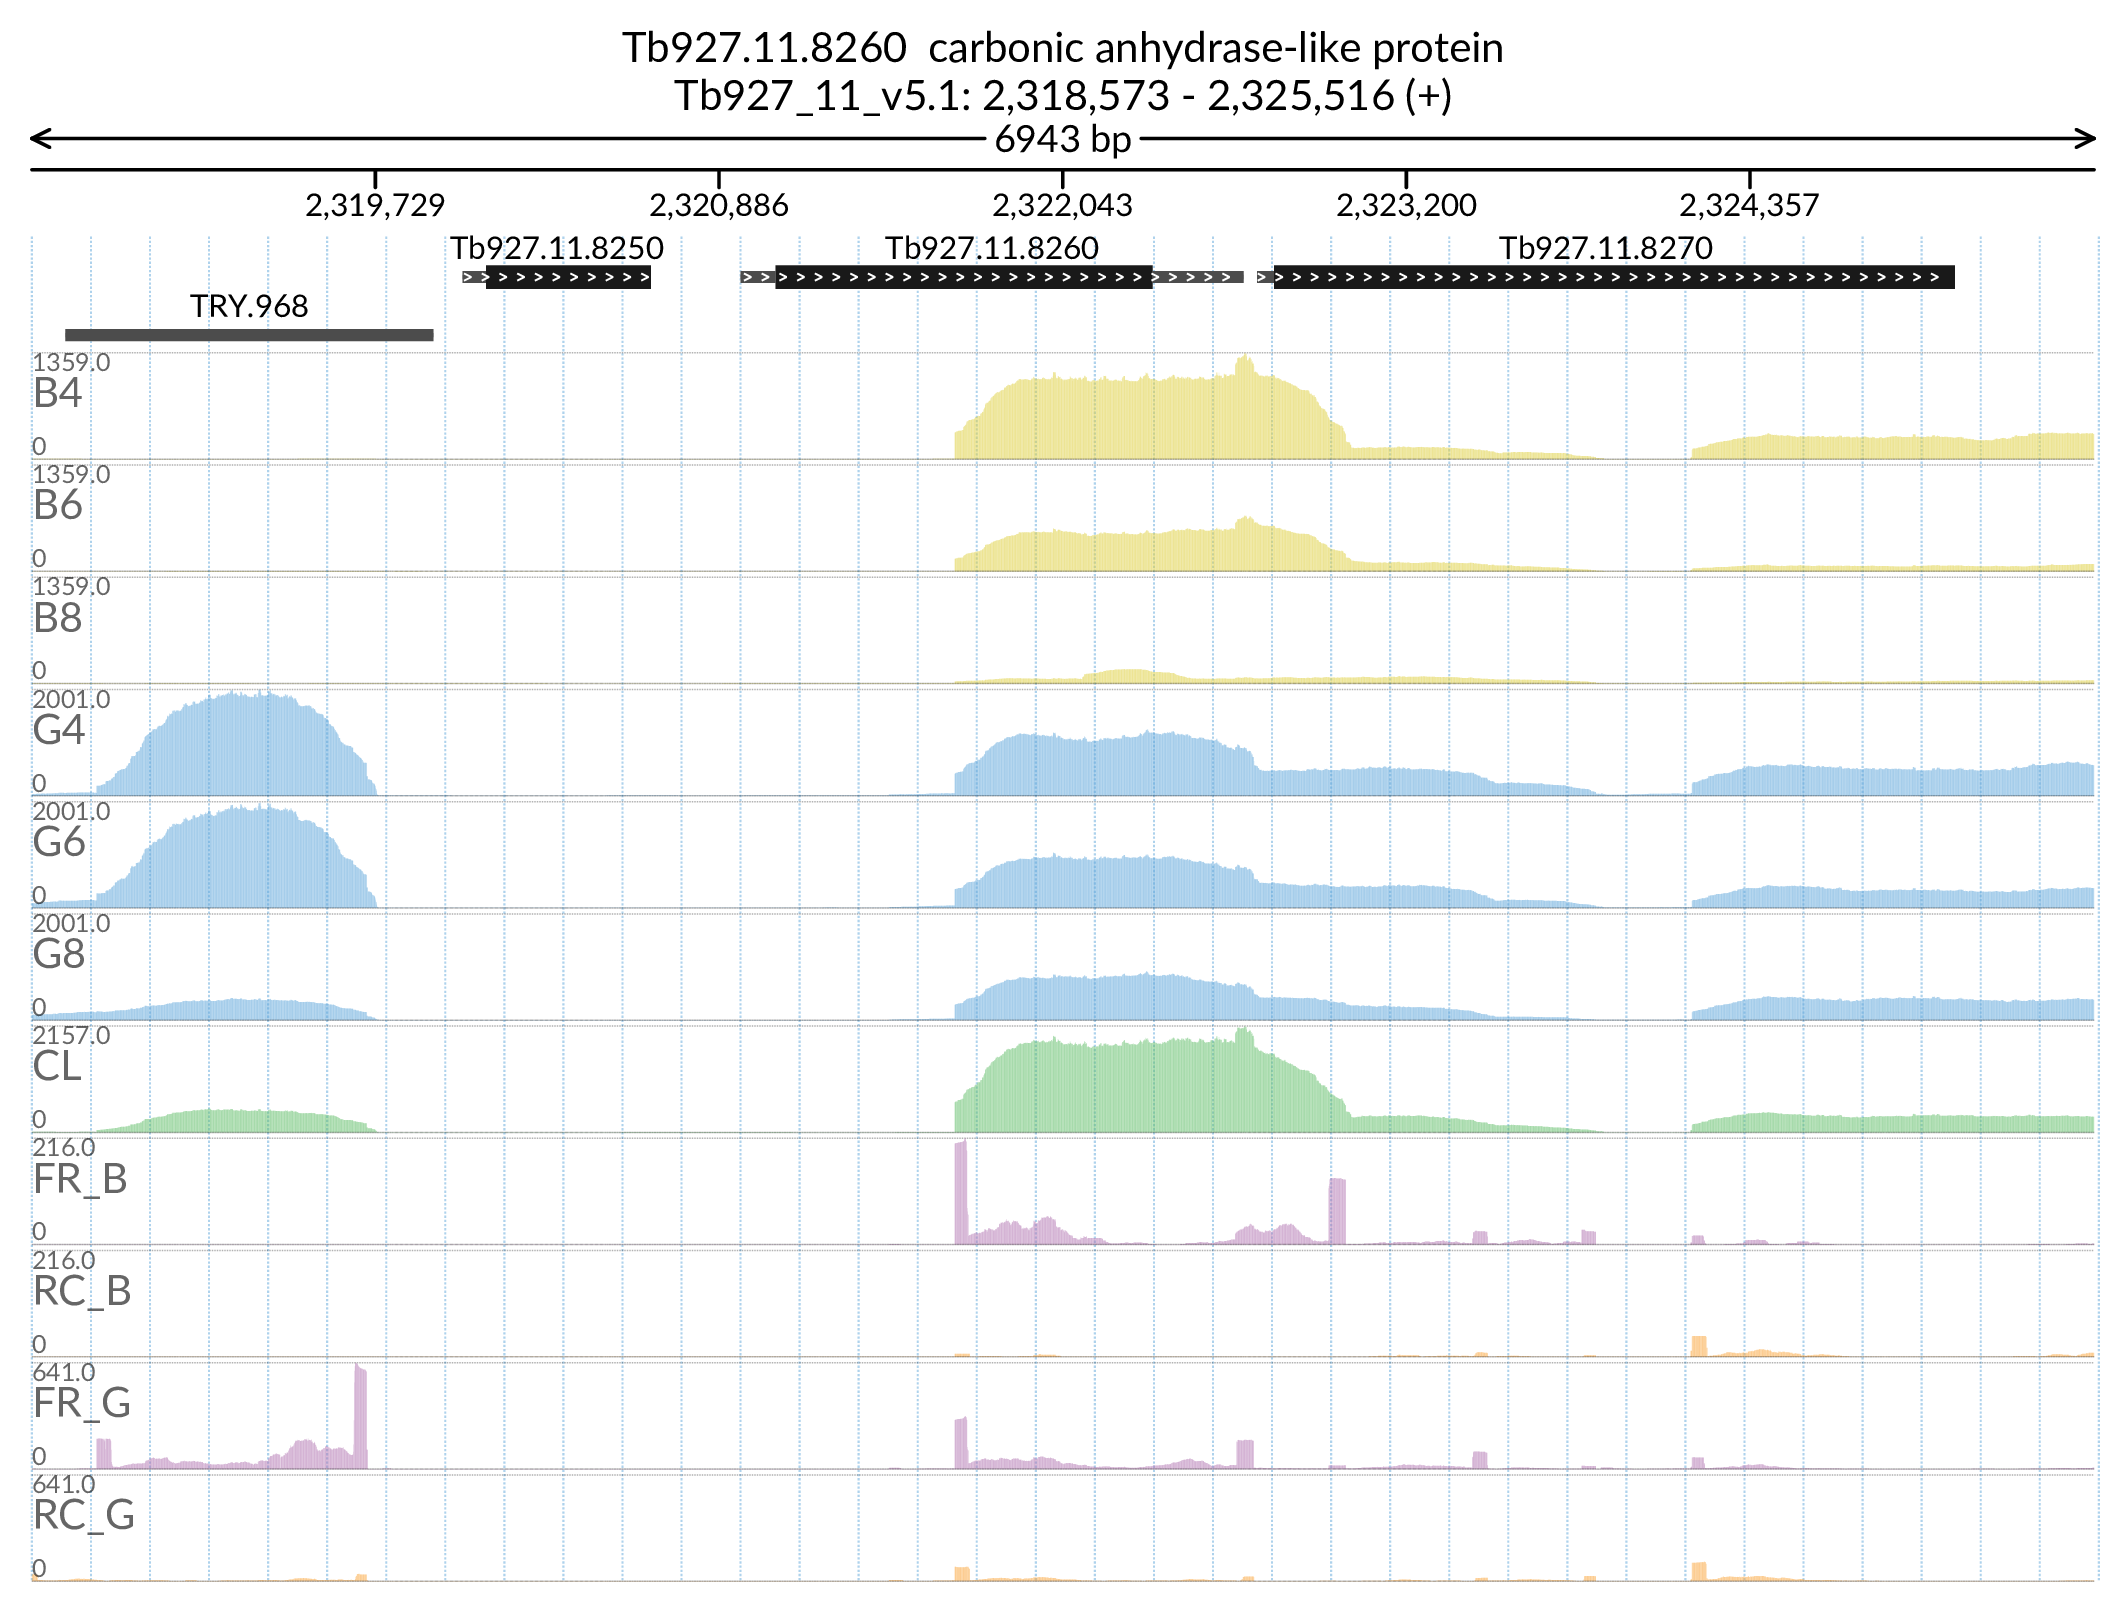 Tb927.11.8260  carbonic anhydrase-like protein
Tb927_11_v5.1: 2,318,573 - 2,325,516 (+)
6943 bp
2,319,729 2,320,886 2,322,043 2,323,200 2,324,357
Tb927.11.8250 Tb927.11.8260 Tb927.11.8270
TRY.968
1359.0
B4
0
1359.0
B6
0
1359.0
B8
0
2001.0
G4
0
2001.0
G6
0
2001.0
G8
0
2157.0
CL
0
216.0
FR_B
0
216.0
RC_B
0
641.0
FR_G
0
641.0
RC_G
0